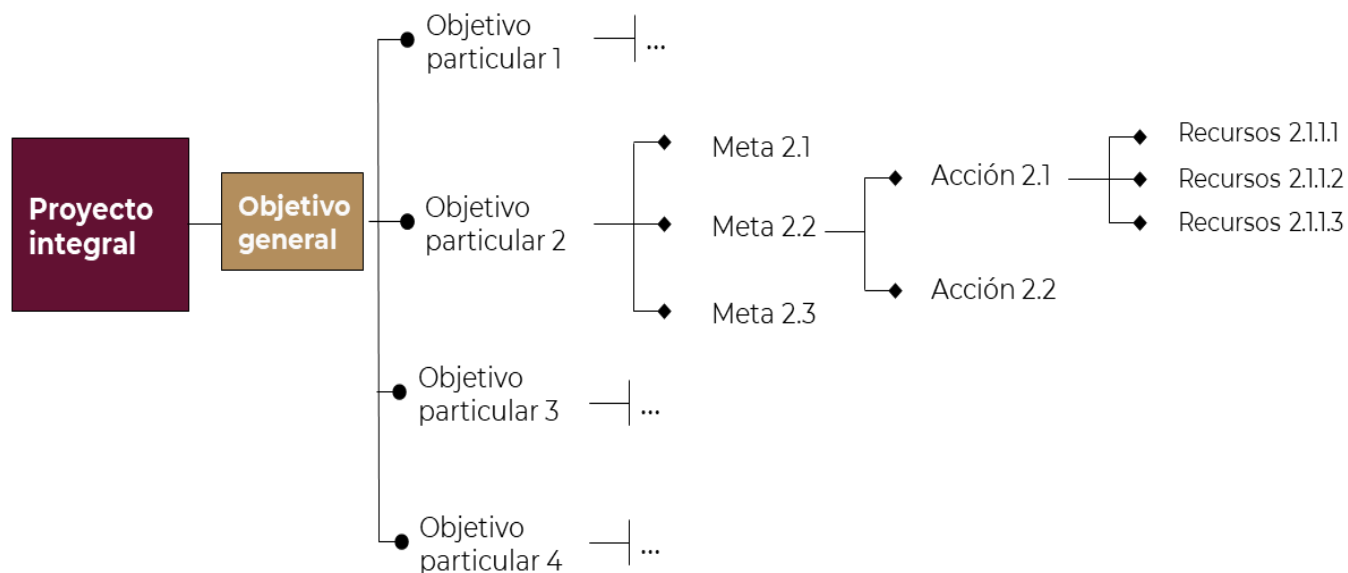 Proyecto
integral
Objetivo
general
Objetivo
particular 1
...
Objetivo
particular 2
Meta 2.1
Meta 2.2
Meta 2.3
Acción 2.1
Acción 2.2
Recursos 2.1.1.1
Recursos 2.1.1.2
Recursos 2.1.1.3
Objetivo
particular 3
...
Objetivo
particular 4
...